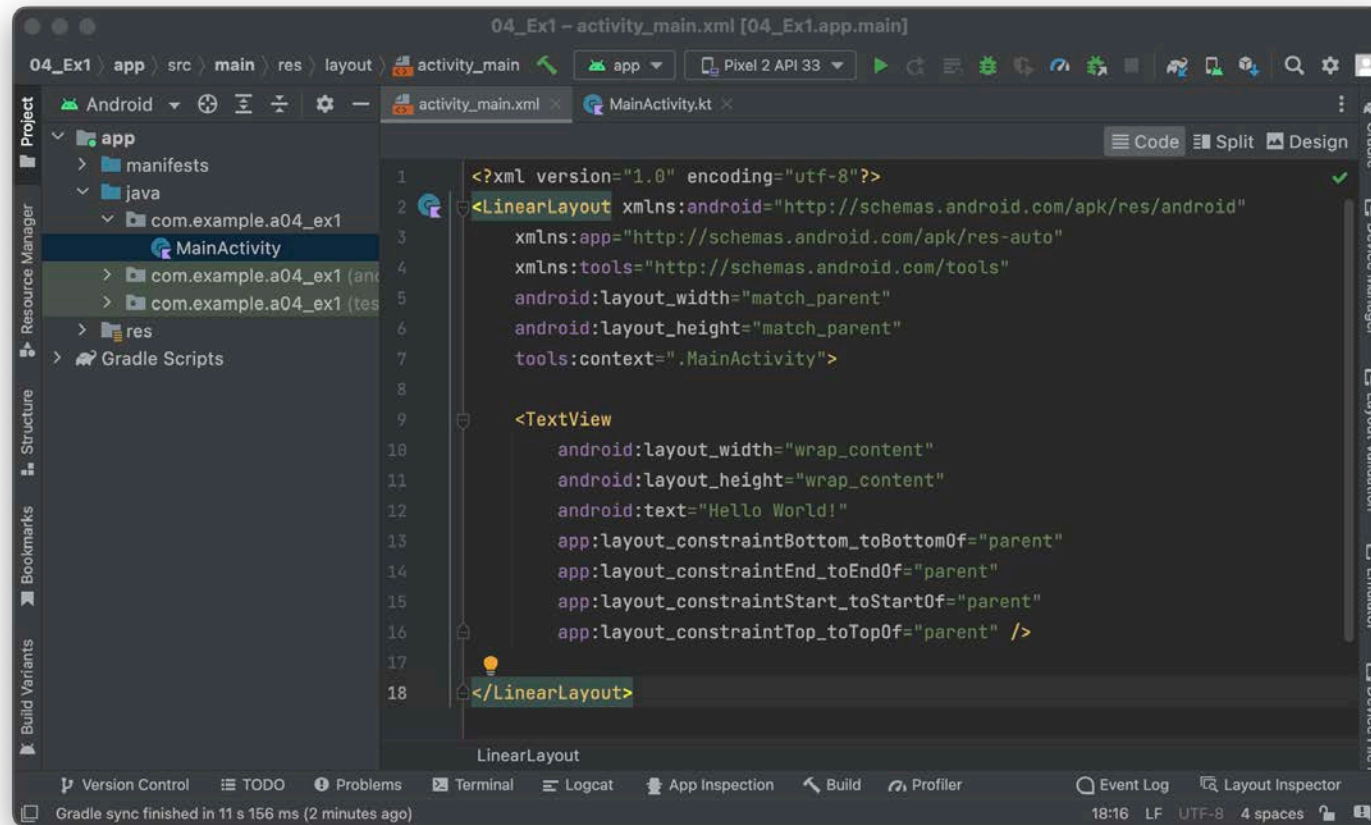 04_Ex1 – activity_main.xml [04_Ex1.app.main]
04_Ex1 › app › src › main › res › layout › activity_main app Pixel 2 API 33
Project
Resource Manager
Structure
Bookmarks
Build Variants
Android
app
manifests
java
com.example.a04_ex1
MainActivity
com.example.a04_ex1
com.example.a04_ex1
res
Gradle Scripts
activity_main.xml MainActivity.kt
Code Split Design
1 <?xml version="1.0" encoding="utf-8"?>
2 <LinearLayout xmlns:android="http://schemas.android.com/apk/res/android"
3 xmlns:app="http://schemas.android.com/apk/res-auto"
4 xmlns:tools="http://schemas.android.com/tools"
5 android:layout_width="match_parent"
6 android:layout_height="match_parent"
7 tools:context=".MainActivity">
8
9 <TextView
10 android:layout_width="wrap_content"
11 android:layout_height="wrap_content"
12 android:text="Hello World!"
13 app:layout_constraintBottom_toBottomOf="parent"
14 app:layout_constraintEnd_toEndOf="parent"
15 app:layout_constraintStart_toStartOf="parent"
16 app:layout_constraintTop_toTopOf="parent" />
17
18 </LinearLayout>
LinearLayout
Version Control TODO Problems Terminal Logcat App Inspection Build Profiler Event Log Layout Inspector
Gradle sync finished in 11 s 156 ms (2 minutes ago) 18:16 LF UTF-8 4 spaces